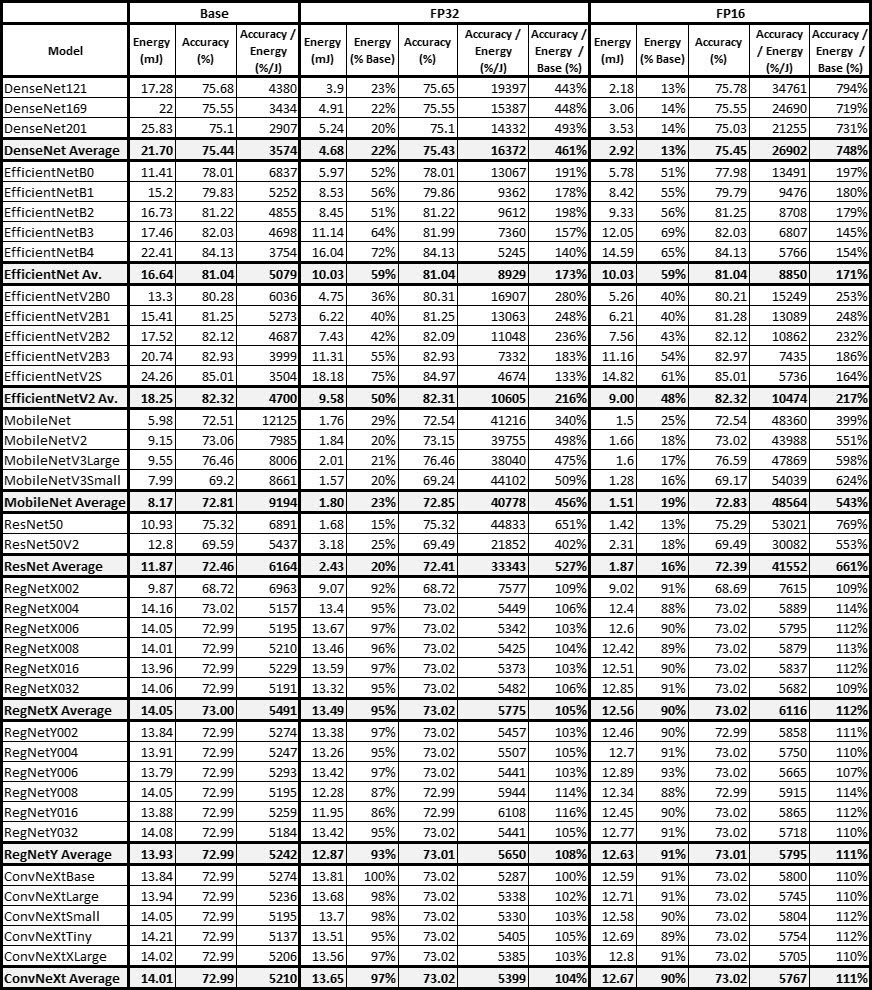 Base FP32 FP16
Model Energy (mJ) Accuracy (%) Accuracy / Energy (%/J) Energy (mJ) Energy (% Base) Accuracy (%) Accuracy / Energy (%/J) Accuracy / Energy / Base (%) Energy (mJ) Energy (% Base) Accuracy (%) Accuracy / Energy (%/J) Accuracy / Energy / Base (%)
DenseNet121 17.28 75.68 4380 3.9 23% 75.65 19397 443% 2.18 13% 75.78 34761 794%
DenseNet169 22 75.55 3434 4.91 22% 75.55 15387 448% 3.06 14% 75.55 24690 719%
DenseNet201 25.83 75.1 2907 5.24 20% 75.1 14332 493% 3.53 14% 75.03 21255 731%
DenseNet Average 21.70 75.44 3574 4.68 22% 75.43 16372 461% 2.92 13% 75.45 26902 748%
EfficientNetB0 11.41 78.01 6837 5.97 52% 78.01 13067 191% 5.78 51% 77.98 13491 197%
EfficientNetB1 15.2 79.83 5252 8.53 56% 79.86 9362 178% 8.42 55% 79.79 9476 180%
EfficientNetB2 16.73 81.22 4855 8.45 51% 81.22 9612 198% 9.33 56% 81.25 8708 179%
EfficientNetB3 17.46 82.03 4698 11.14 64% 81.99 7360 157% 12.05 69% 82.03 6807 145%
EfficientNetB4 22.41 84.13 3754 16.04 72% 84.13 5245 140% 14.59 65% 84.13 5766 154%
EfficientNet Av. 16.64 81.04 5079 10.03 59% 81.04 8929 173% 10.03 59% 81.04 8850 171%
EfficientNetV2B0 13.3 80.28 6036 4.75 36% 80.31 16907 280% 5.26 40% 80.21 15249 253%
EfficientNetV2B1 15.41 81.25 5273 6.22 40% 81.25 13063 248% 6.21 40% 81.28 13089 248%
EfficientNetV2B2 17.52 82.12 4687 7.43 42% 82.09 11048 236% 7.56 43% 82.12 10862 232%
EfficientNetV2B3 20.74 82.93 3999 11.31 55% 82.93 7332 183% 11.16 54% 82.97 7435 186%
EfficientNetV2S 24.26 85.01 3504 18.18 75% 84.97 4674 133% 14.82 61% 85.01 5736 164%
EfficientNetV2 Av. 18.25 82.32 4700 9.58 50% 82.31 10605 216% 9.00 48% 82.32 10474 217%
MobileNet 5.98 72.51 12125 1.76 29% 72.54 41216 340% 1.5 25% 72.54 48360 399%
MobileNetV2 9.15 73.06 7985 1.84 20% 73.15 39755 498% 1.66 18% 73.02 43988 551%
MobileNetV3Large 9.55 76.46 8006 2.01 21% 76.46 38040 475% 1.6 17% 76.59 47869 598%
MobileNetV3Small 7.99 69.2 8661 1.57 20% 69.24 44102 509% 1.28 16% 69.17 54039 624%
MobileNet Average 8.17 72.81 9194 1.80 23% 72.85 40778 456% 1.51 19% 72.83 48564 543%
ResNet50 10.93 75.32 6891 1.68 15% 75.32 44833 651% 1.42 13% 75.29 53021 769%
ResNet50V2 12.8 69.59 5437 3.18 25% 69.49 21852 402% 2.31 18% 69.49 30082 553%
ResNet Average 11.87 72.46 6164 2.43 20% 72.41 33343 527% 1.87 16% 72.39 41552 661%
RegNetX002 9.87 68.72 6963 9.07 92% 68.72 7577 109% 9.02 91% 68.69 7615 109%
RegNetX004 14.16 73.02 5157 13.4 95% 73.02 5449 106% 12.4 88% 73.02 5889 114%
RegNetX006 14.05 72.99 5195 13.67 97% 73.02 5342 103% 12.6 90% 73.02 5795 112%
RegNetX008 14.01 72.99 5210 13.46 96% 73.02 5425 104% 12.42 89% 73.02 5879 113%
RegNetX016 13.96 72.99 5229 13.59 97% 73.02 5373 103% 12.51 90% 73.02 5837 112%
RegNetX032 14.06 72.99 5191 13.32 95% 73.02 5482 106% 12.85 91% 73.02 5682 109%
RegNetX Average 14.05 73.00 5491 13.49 95% 73.02 5775 105% 12.56 90% 73.02 6116 112%
RegNetY002 13.84 72.99 5274 13.38 97% 73.02 5457 103% 12.46 90% 72.99 5858 111%
RegNetY004 13.91 72.99 5247 13.26 95% 73.02 5507 105% 12.7 91% 73.02 5750 110%
RegNetY006 13.79 72.99 5293 13.42 97% 73.02 5441 103% 12.89 93% 73.02 5665 107%
RegNetY008 14.05 72.99 5195 12.28 87% 72.99 5944 114% 12.34 88% 72.99 5915 114%
RegNetY016 13.88 72.99 5259 11.95 86% 72.99 6108 116% 12.45 90% 73.02 5865 112%
RegNetY032 14.08 72.99 5184 13.42 95% 73.02 5441 105% 12.77 91% 73.02 5718 110%
RegNetY Average 13.93 72.99 5242 12.87 93% 73.01 5650 108% 12.63 91% 73.01 5795 111%
ConvNeXtBase 13.84 72.99 5274 13.81 100% 73.02 5287 100% 12.59 91% 73.02 5800 110%
ConvNeXtLarge 13.94 72.99 5236 13.68 98% 73.02 5338 102% 12.71 91% 73.02 5745 110%
ConvNeXtSmall 14.05 72.99 5195 13.7 98% 73.02 5330 103% 12.58 90% 73.02 5804 112%
ConvNeXtTiny 14.21 72.99 5137 13.51 95% 73.02 5405 105% 12.69 89% 73.02 5754 112%
ConvNeXtXLarge 14.02 72.99 5206 13.56 97% 73.02 5385 103% 12.8 91% 73.02 5705 110%
ConvNeXt Average 14.01 72.99 5210 13.65 97% 73.02 5399 104% 12.67 90% 73.02 5767 111%